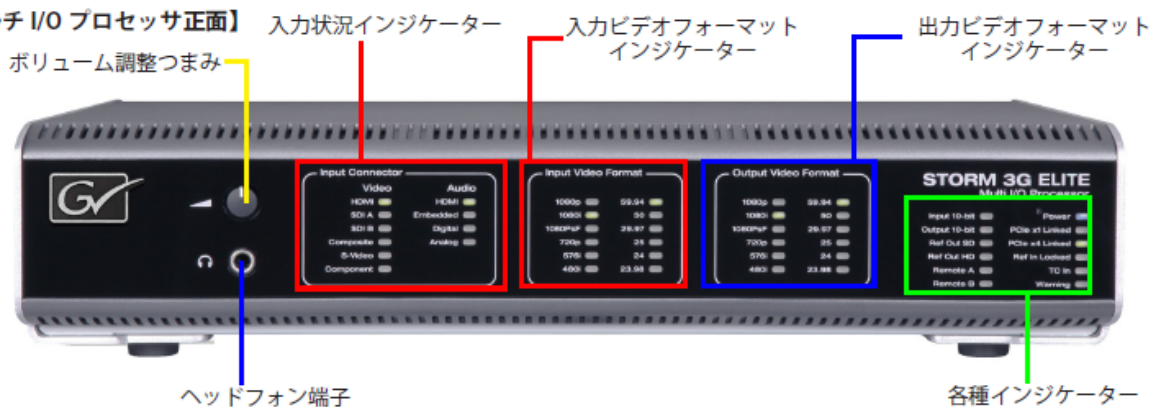 チ I/O プロセッサ正面】
入力状況インジケーター
入力ビデオフォーマット
インジケーター
出力ビデオフォーマット
インジケーター
ボリューム調整つまみ
GV
Input Connector
Video Audio
HDMI HDMI
SDI A Embedded
SDI B Digital
Composite Analog
S-Video
Component
Input Video Format
1080p 59.94
1080i 50
1080PsF 29.97
720p 25
576i 24
480i 23.98
Output Video Format
1080p 59.94
1080i 50
1080PsF 29.97
720p 25
576i 24
480i 23.98
STORM 3G ELITE
Multi I/O Processor
Input 10-bit Power
Output 10-bit PCIe x1 Linked
Ref Out SD PCIe x4 Linked
Ref Out HD Ref In Locked
Remote A TC In
Remote B Warning
ヘッドフォン端子
各種インジケーター